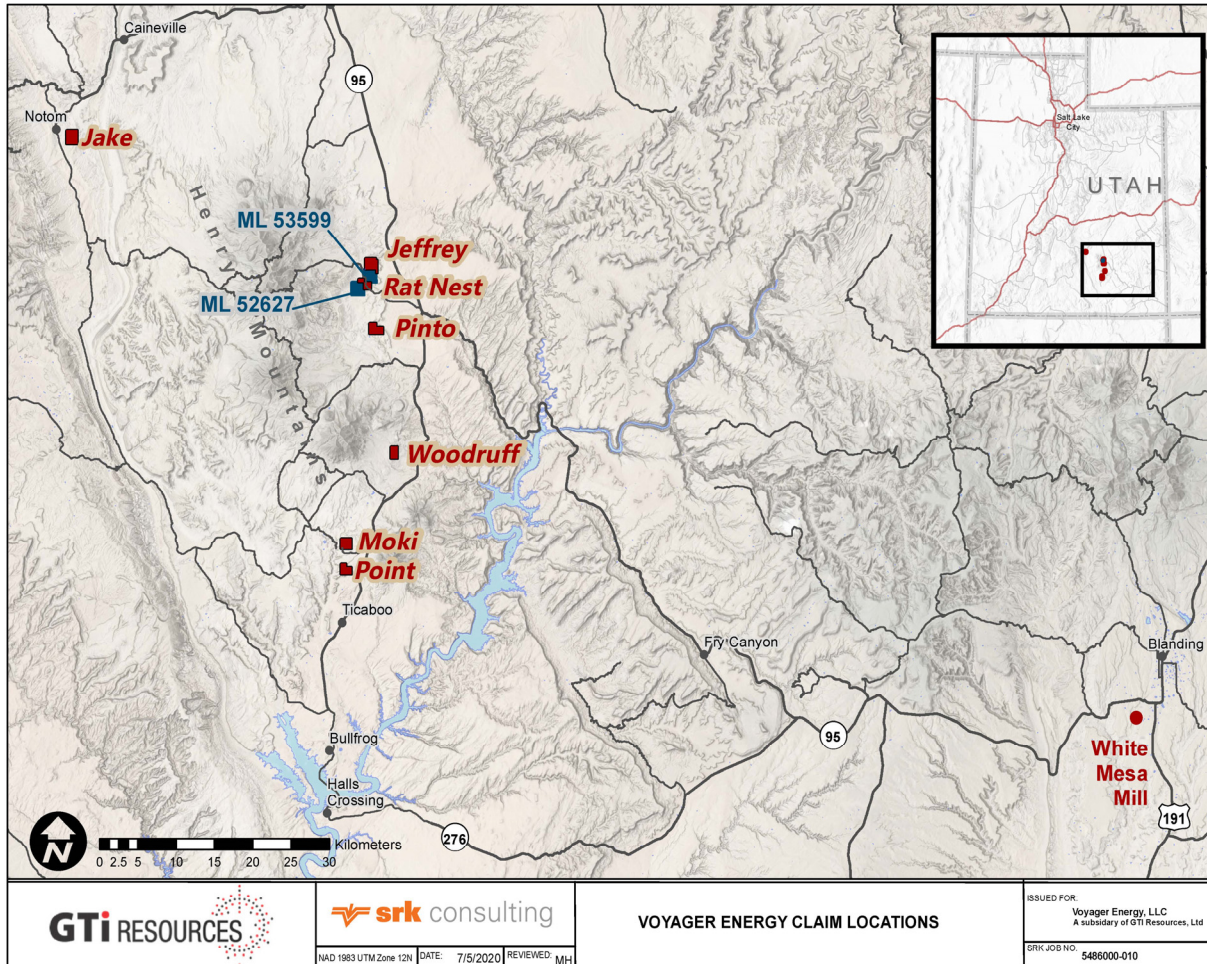 Caineville
95
Notom
Jake
Salt Lake
City
UTAH
Henry Mountains
ML 53599
Jeffrey
Rat Nest
ML 52627
Pinto
Woodruff
Moki
Point
Ticaboo
Fry Canyon
Blanding
95
White
Mesa
Mill
191
Bullfrog
Halls
Crossing
276
N
Kilometers
0 2.5 5 10 15 20 25 30
GTi RESOURCES
srk consulting
NAD 1983 UTM Zone 12N
DATE: 7/5/2020
REVIEWED: MH
VOYAGER ENERGY CLAIM LOCATIONS
ISSUED FOR:
Voyager Energy, LLC
A subsidary of GTI Resources, Ltd
SRK JOB NO.
5486000-010